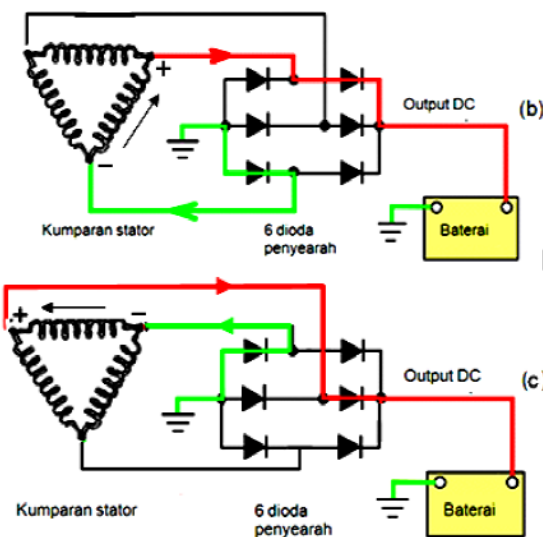 +
Output DC
(b)
−
Kumparan stator
6 dioda
penyearah
Baterai
+
−
Output DC
(c)
Kumparan stator
6 dioda
penyearah
Baterai